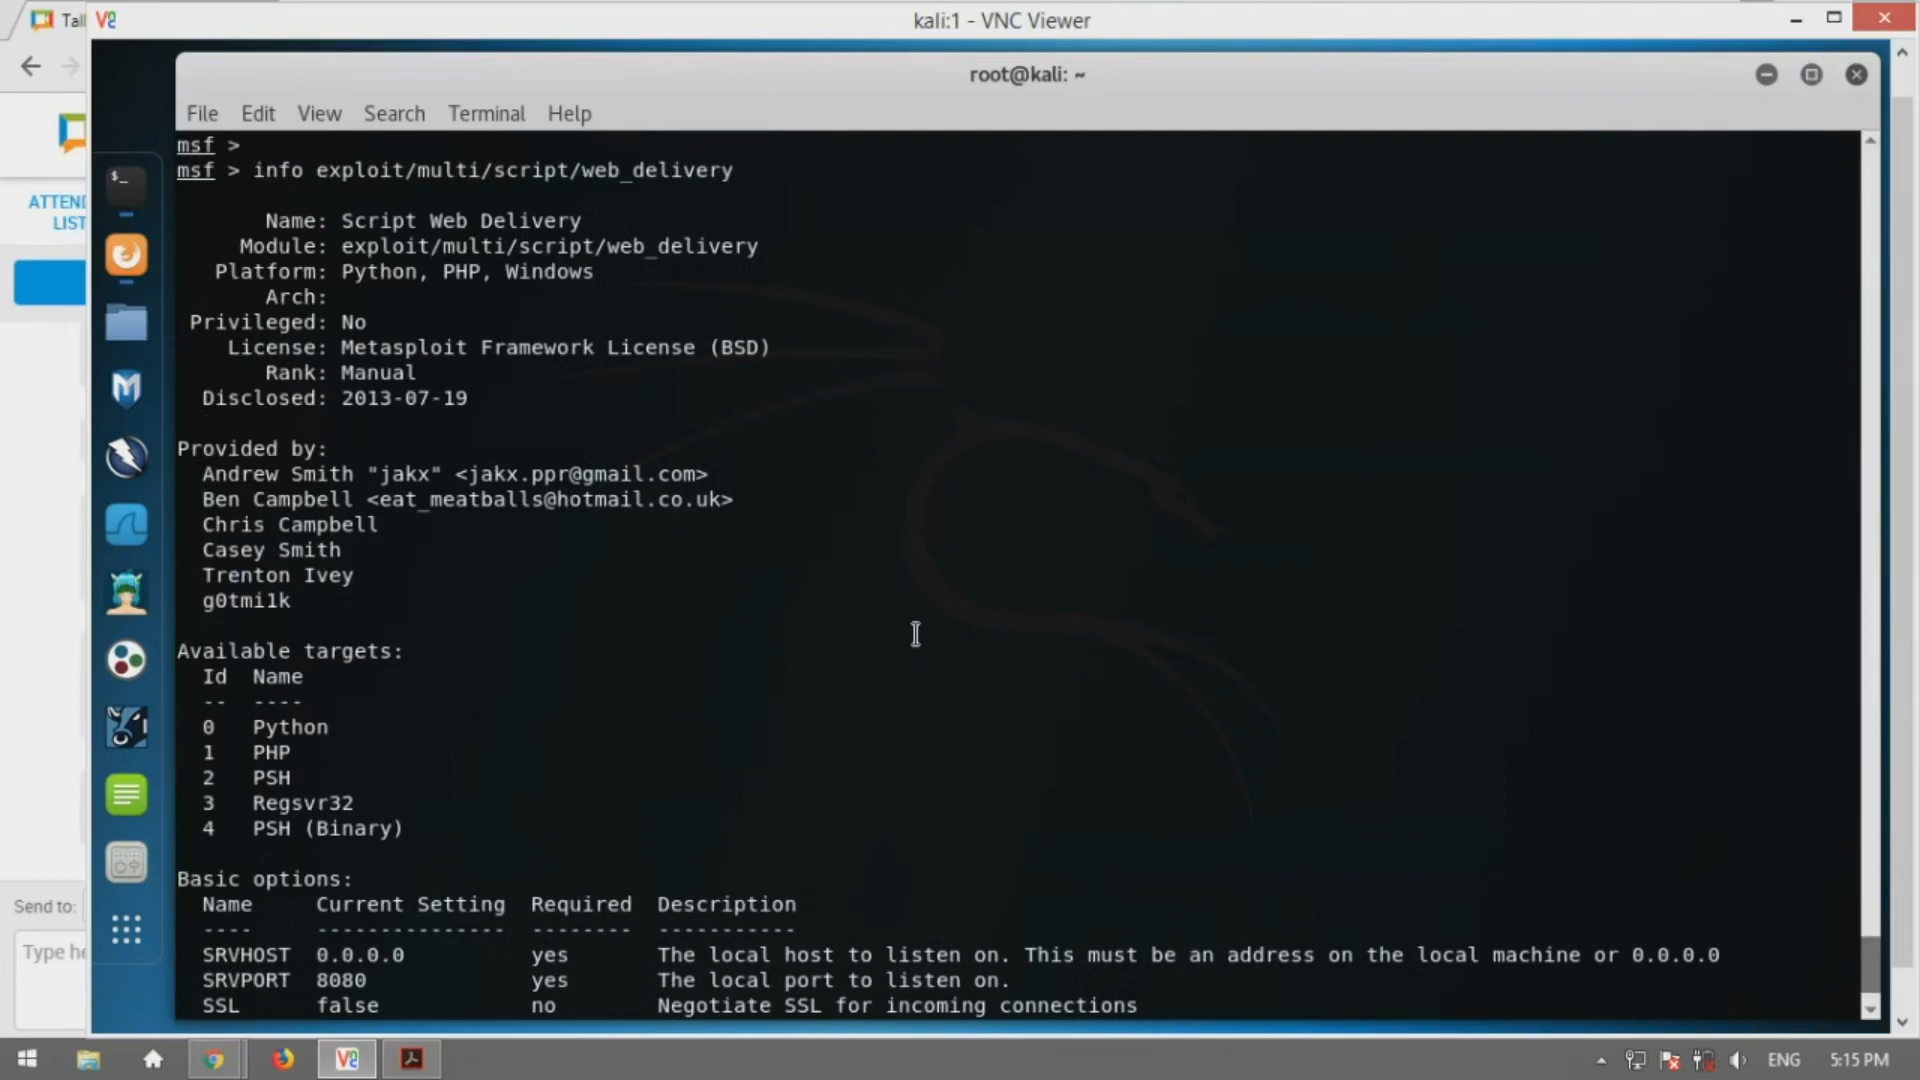 Tal
kali:1 - VNC Viewer
root@kali: ~
File Edit View Search Terminal Help
ATTEND
LIST
msf >
msf > info exploit/multi/script/web_delivery
Name: Script Web Delivery
Module: exploit/multi/script/web_delivery
Platform: Python, PHP, Windows
Arch:
Privileged: No
License: Metasploit Framework License (BSD)
Rank: Manual
Disclosed: 2013-07-19
Provided by:
Andrew Smith "jakx" <jakx.ppr@gmail.com>
Ben Campbell <eat_meatballs@hotmail.co.uk>
Chris Campbell
Casey Smith
Trenton Ivey
g0tmi1k
Available targets:
Id Name
-- ----
0 Python
1 PHP
2 PSH
3 Regsvr32
4 PSH (Binary)
Basic options:
Name Current Setting Required Description
---- --------------- -------- -----------
SRVHOST 0.0.0.0 yes The local host to listen on. This must be an address on the local machine or 0.0.0.0
SRVPORT 8080 yes The local port to listen on.
SSL false no Negotiate SSL for incoming connections
Send to:
Type he
ENG 5:15 PM